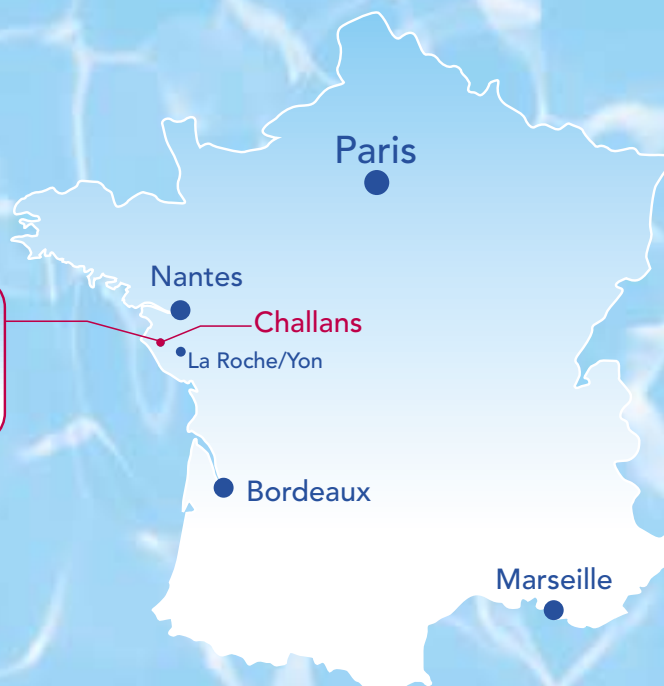 Paris
Nantes
Challans
La Roche/Yon
Bordeaux
Marseille